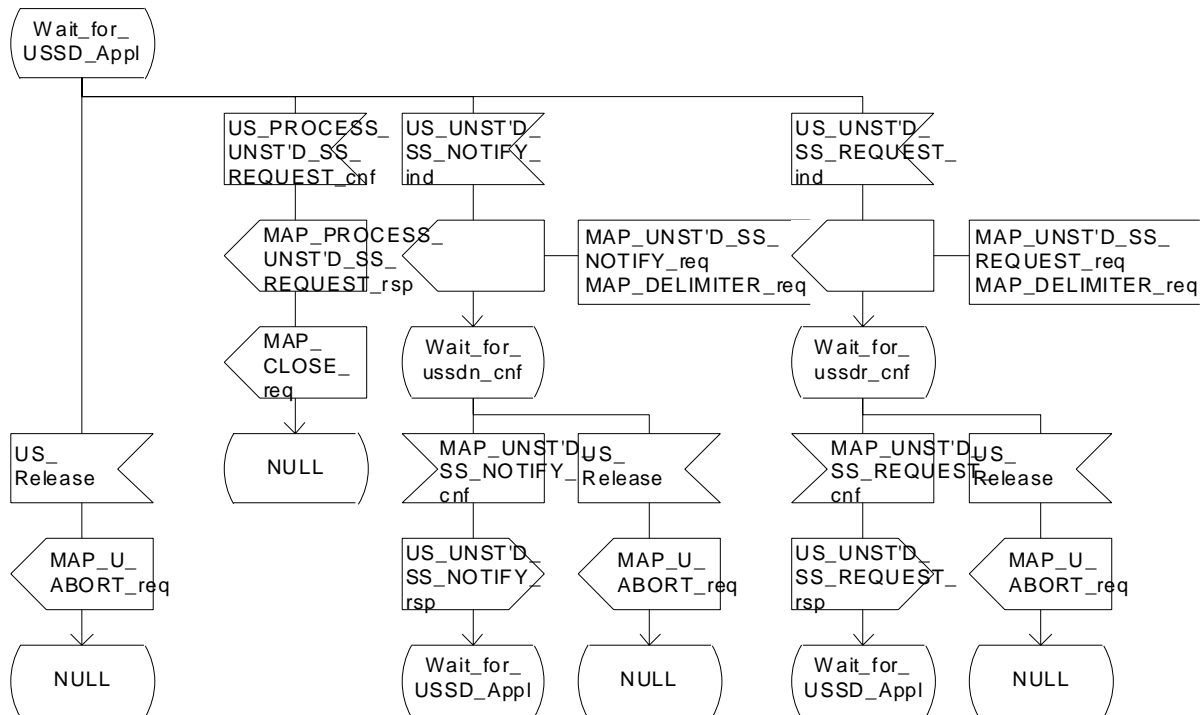 Wait_for_
USSD_Appl
US_PROCESS_
UNST'D_SS_
REQUEST_cnf
US_UNST'D_
SS_NOTIFY_
ind
US_UNST'D_
SS_REQUEST_
ind
MAP_PROCESS_
UNST'D_SS_
REQUEST_rsp
MAP_UNST'D_SS_
NOTIFY_req
MAP_DELIMITER_req
MAP_UNST'D_SS_
REQUEST_req
MAP_DELIMITER_req
MAP_
CLOSE_
req
Wait_for_
ussdn_cnf
Wait_for_
ussdr_cnf
US_
Release
NULL
MAP_UNST'D_
SS_NOTIFY_
cnf
US_
Release
MAP_UNST'D_
SS_REQUEST_
cnf
US_
Release
MAP_U_
ABORT_req
US_UNST'D_
SS_NOTIFY_
rsp
MAP_U_
ABORT_req
US_UNST'D_
SS_REQUEST_
rsp
MAP_U_
ABORT_req
NULL
Wait_for_
USSD_Appl
NULL
Wait_for_
USSD_Appl
NULL